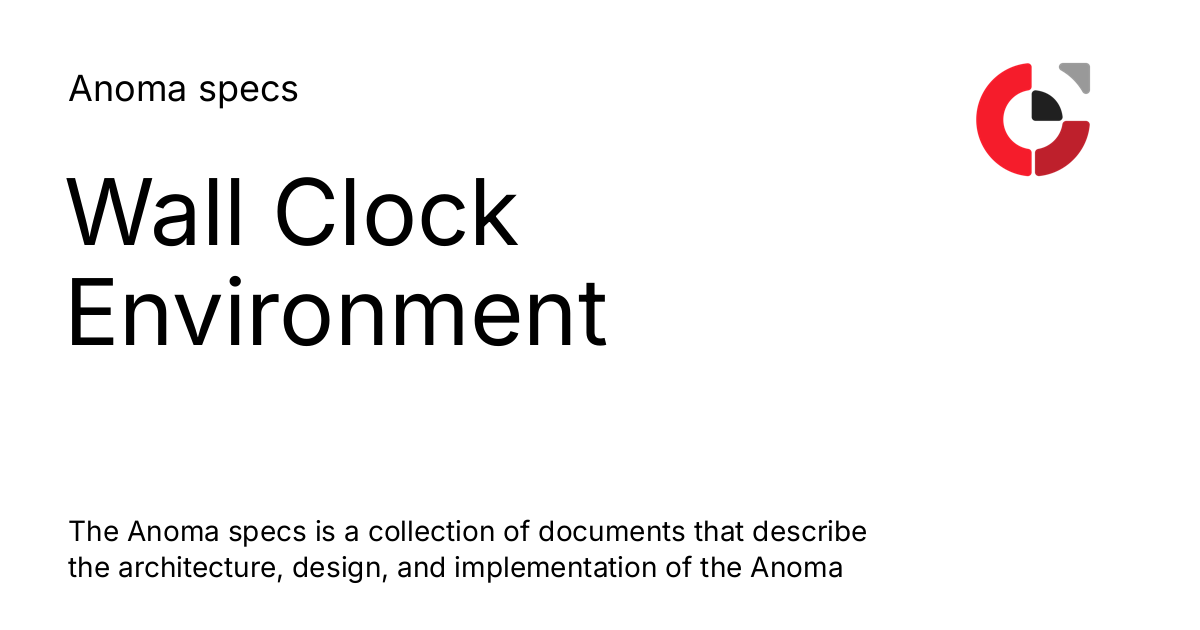 Anoma specs
Wall Clock
Environment
The Anoma specs is a collection of documents that describe
the architecture, design, and implementation of the Anoma